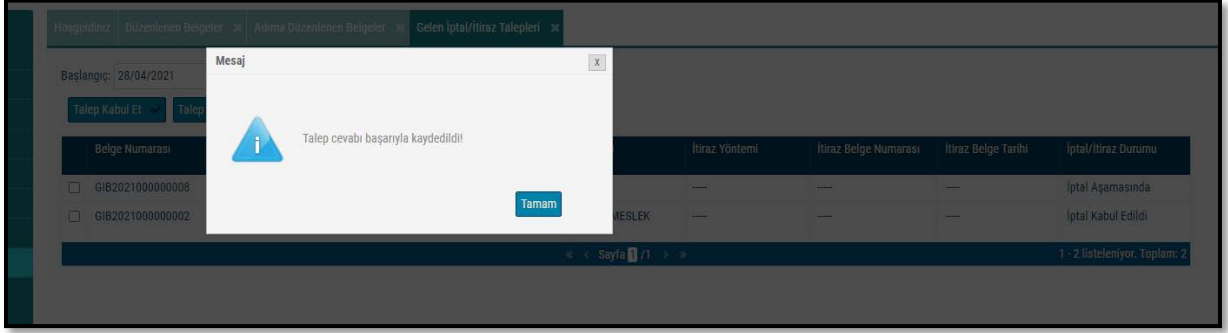 Hoşgeldiniz Düzenlenen Belgeler Adıma Düzenlenen Belgeler Gelen İptal/İtiraz Talepleri
Mesaj X
Başlangıç: 28/04/2021
Talep Kabul Et Talep
Talep cevabı başarıyla kaydedildi!
Belge Numarası İtiraz Yöntemi İtiraz Belge Numarası İtiraz Belge Tarihi İptal/İtiraz Durumu
GIB2021000000008 ----- ----- ----- İptal Aşamasında
Tamam
GIB2021000000002 MESLEK ----- ----- ----- İptal Kabul Edildi
« < Sayfa 1 /1 > » 1 - 2 listeleniyor. Toplam: 2